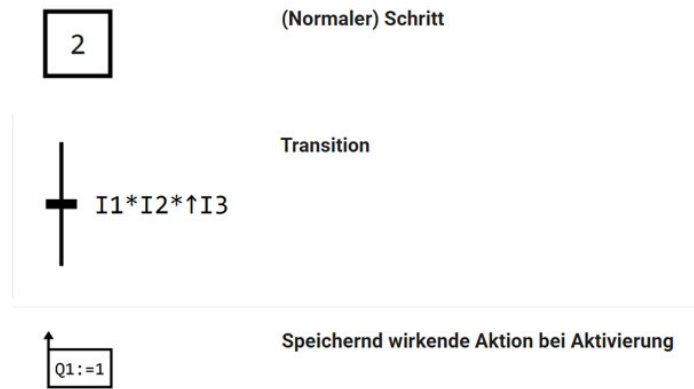 2
(Normaler) Schritt
Transition
I1*I2*↑I3
Speichernd wirkende Aktion bei Aktivierung
Q1:=1